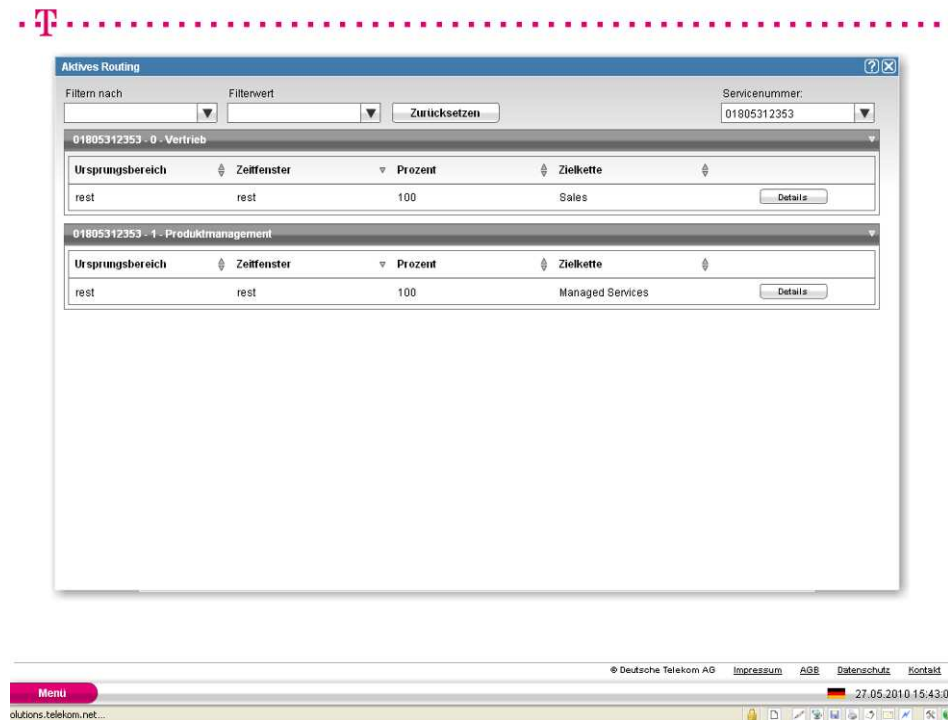 T
Aktives Routing
Filtern nach Filterwert Servicenummer:
Zurücksetzen 01805312353
01805312353 - 0 - Vertrieb
Ursprungsbereich Zeitfenster Prozent Zielkette
rest rest 100 Sales Details
01805312353 - 1 - Produktmanagement
Ursprungsbereich Zeitfenster Prozent Zielkette
rest rest 100 Managed Services Details
© Deutsche Telekom AG Impressum AGB Datenschutz Kontakt
Menü 27.05.2010 15:43:0
olutions.telekom.net...